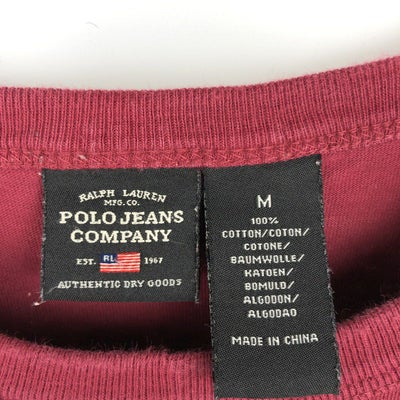 RALPH LAUREN
MFG. CO.
POLO JEANS
COMPANY
EST. RL 1967
AUTHENTIC DRY GOODS
M
100%
COTTON/COTON/
COTONE/
BAUMWOLLE/
KATOEN/
BOMULD/
ALGODON/
ALGODAO
MADE IN CHINA